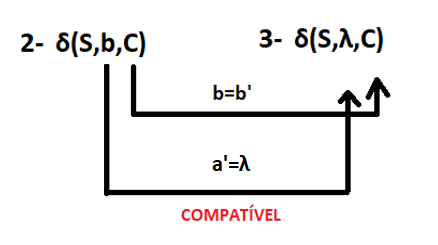 2- δ(S,b,C) 3- δ(S,λ,C)
b=b'
a'=λ
COMPATÍVEL